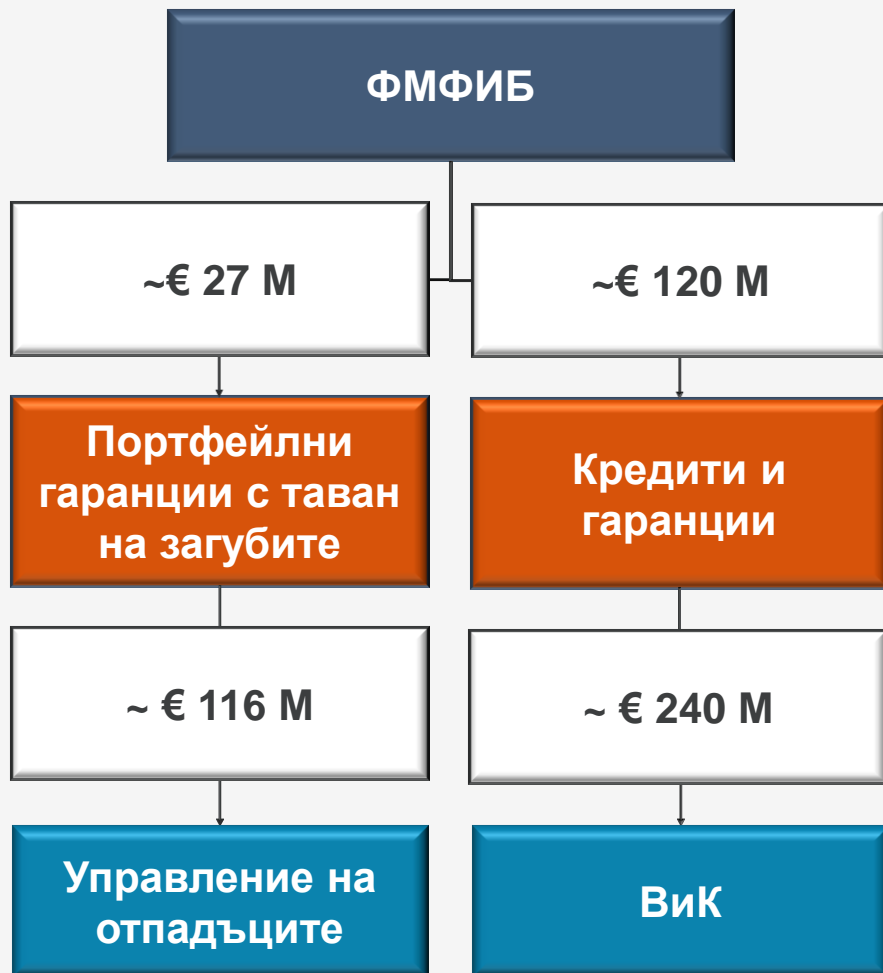 ФМФИБ
~€ 27 М
~€ 120 М
Портфейлни
гаранции с таван
на загубите
Кредити и
гаранции
~ € 116 М
~ € 240 М
Управление на
отпадъците
ВиК